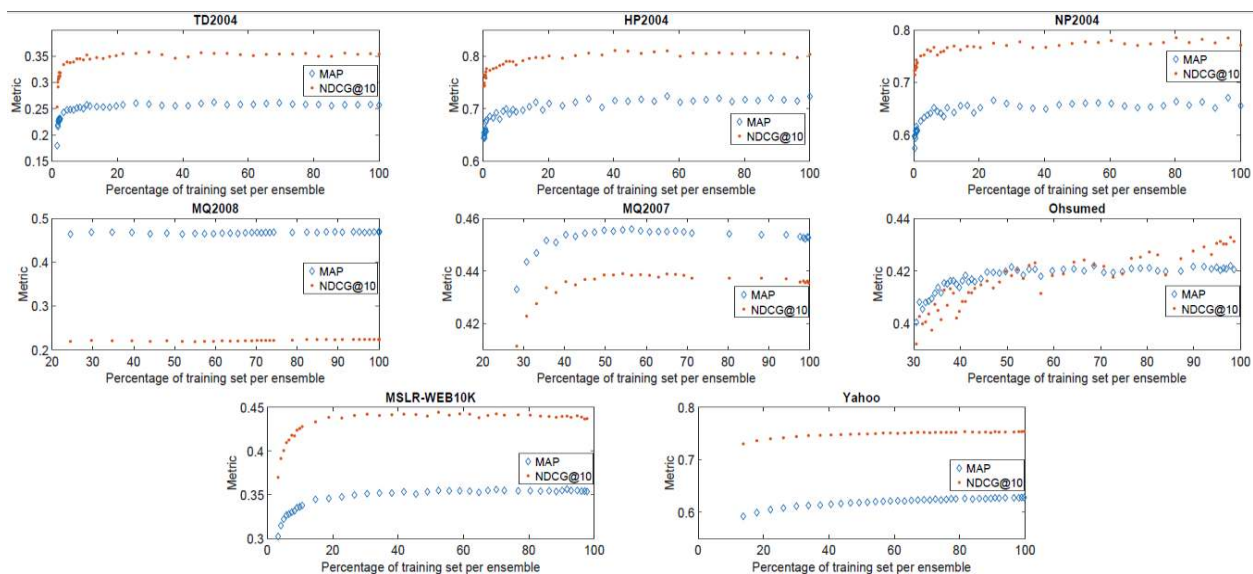 TD2004
0.35
0.3
0.25
0.2
0.15
Metric
MAP
NDCG@10
0 20 40 60 80 100
Percentage of training set per ensemble
HP2004
0.8
0.7
0.6
Metric
MAP
NDCG@10
0 10 20 30 40 50 60 70 80 90 100
Percentage of training set per ensemble
NP2004
0.8
0.7
0.6
Metric
MAP
NDCG@10
0 10 20 30 40 50 60 70 80 90 100
Percentage of training set per ensemble
MQ2008
0.5
0.4
0.3
0.2
Metric
MAP
NDCG@10
20 30 40 50 60 70 80 90 100
Percentage of training set per ensemble
MQ2007
0.46
0.44
0.42
Metric
MAP
NDCG@10
20 30 40 50 60 70 80 90 100
Percentage of training set per ensemble
Ohsumed
0.44
0.42
0.4
Metric
MAP
NDCG@10
30 40 50 60 70 80 90 100
Percentage of training set per ensemble
MSLR-WEB10K
0.45
0.4
0.35
0.3
Metric
MAP
NDCG@10
0 20 40 60 80 100
Percentage of training set per ensemble
Yahoo
0.8
0.7
0.6
Metric
MAP
NDCG@10
0 20 40 60 80 100
Percentage of training set per ensemble